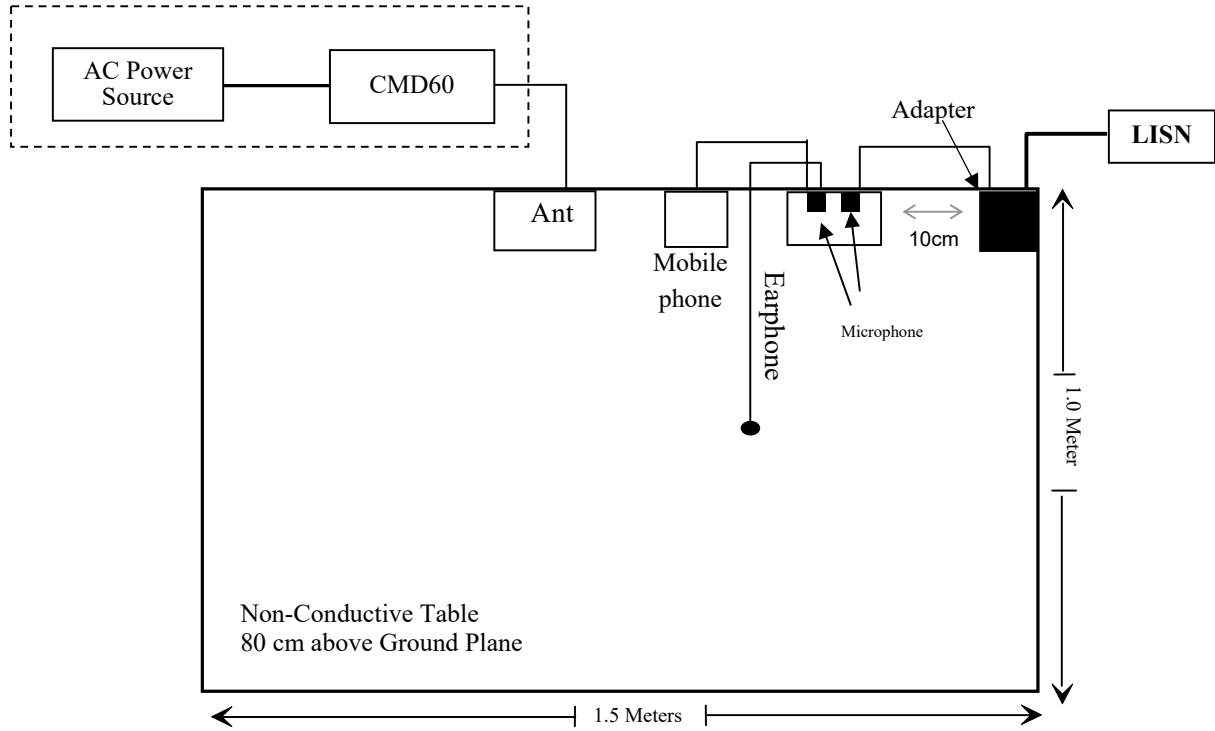 AC Power
Source
CMD60
Adapter
LISN
Ant
10cm
Mobile
phone
Earphone
Microphone
1.0 Meter
Non-Conductive Table
80 cm above Ground Plane
1.5 Meters